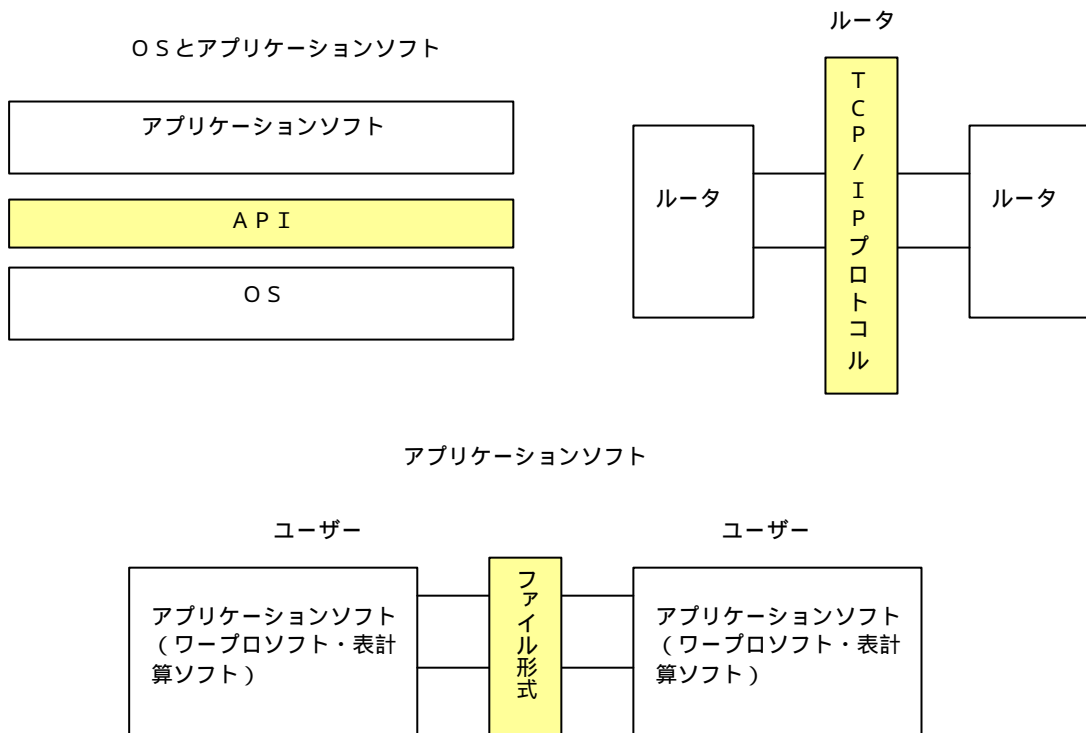 OSとアプリケーションソフト
アプリケーションソフト
API
OS
ルータ
ルータ
TCP/IPプロトコル
ルータ
アプリケーションソフト
ユーザー
アプリケーションソフト
(ワープロソフト・表計
算ソフト)
ファイル形式
ユーザー
アプリケーションソフト
(ワープロソフト・表計
算ソフト)